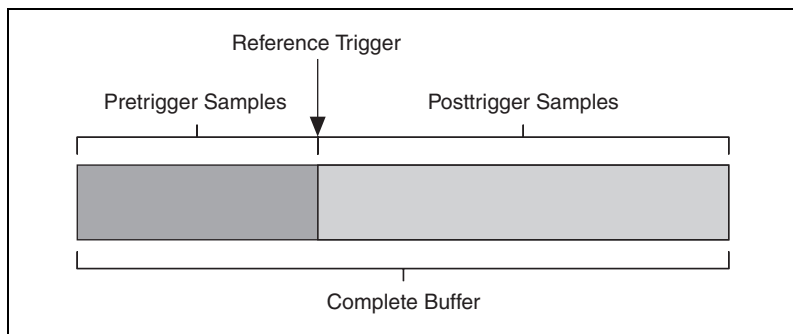 Reference Trigger
Pretrigger Samples
Posttrigger Samples
Complete Buffer